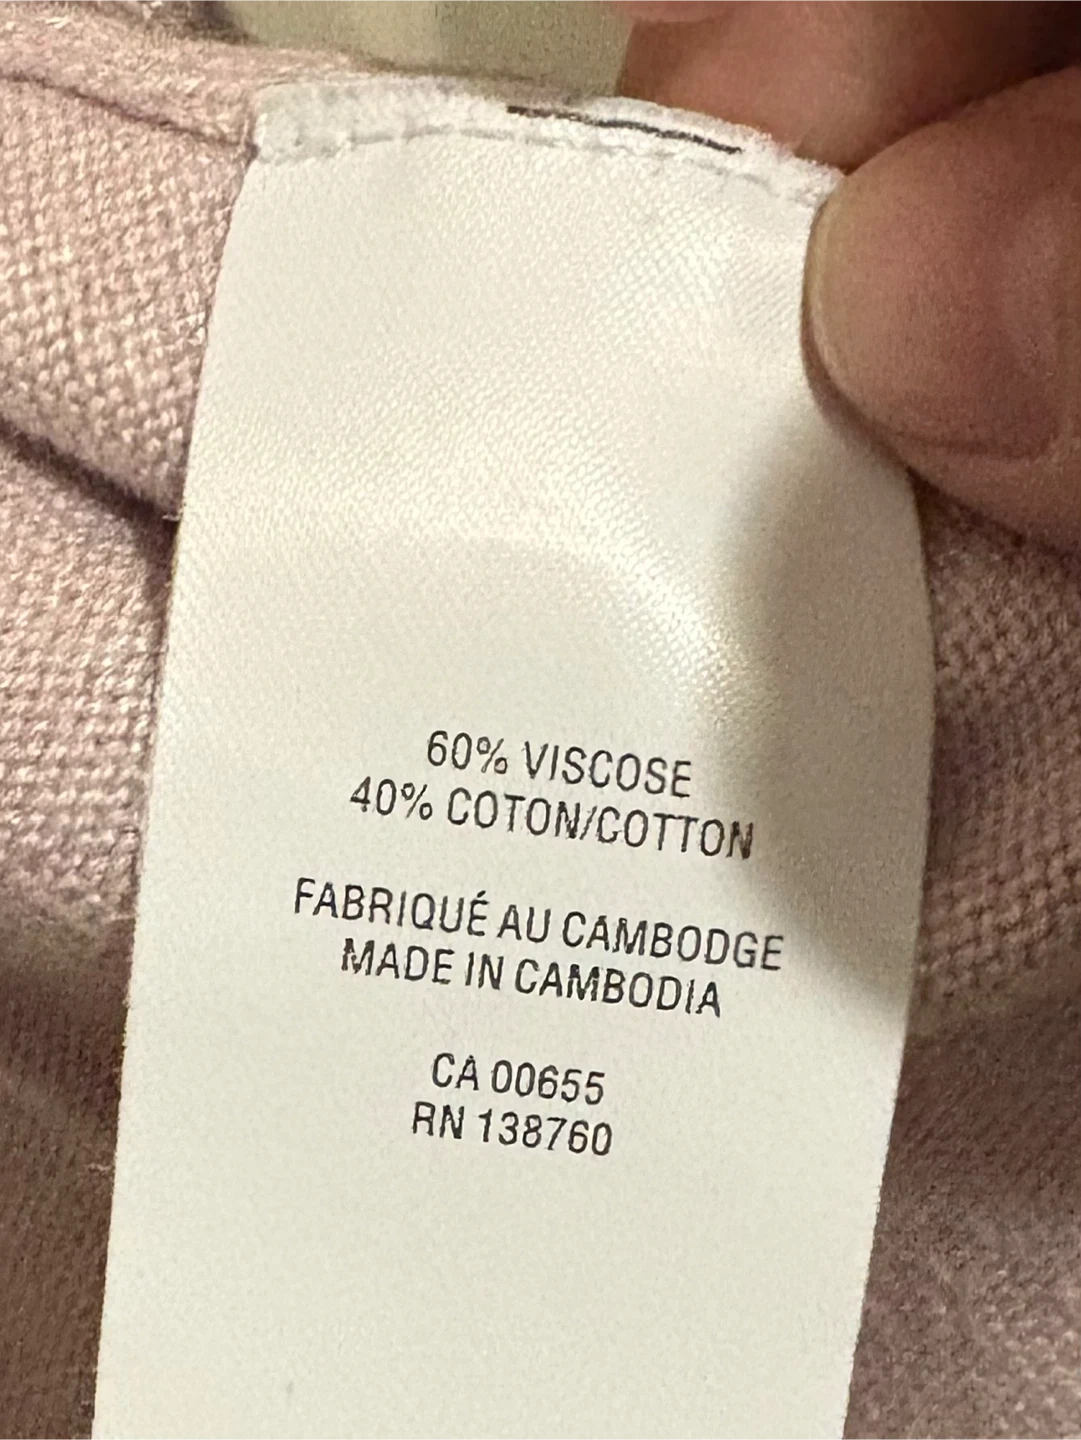 60% VISCOSE
40% COTON/COTTON
FABRIQUÉ AU CAMBODGE
MADE IN CAMBODIA
CA 00655
RN 138760